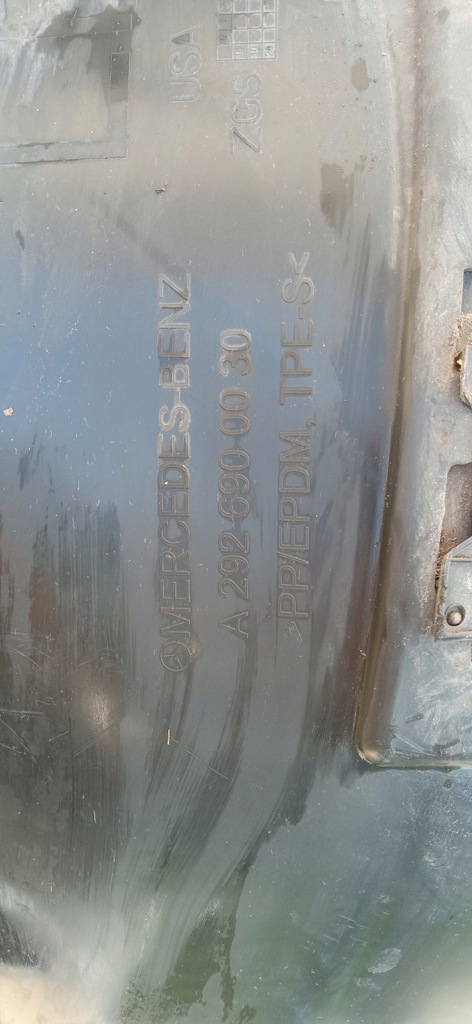 USA
ZGS
MERCEDES-BENZ
A 292 690 00 30
>PP/EPDM, TPE-S<